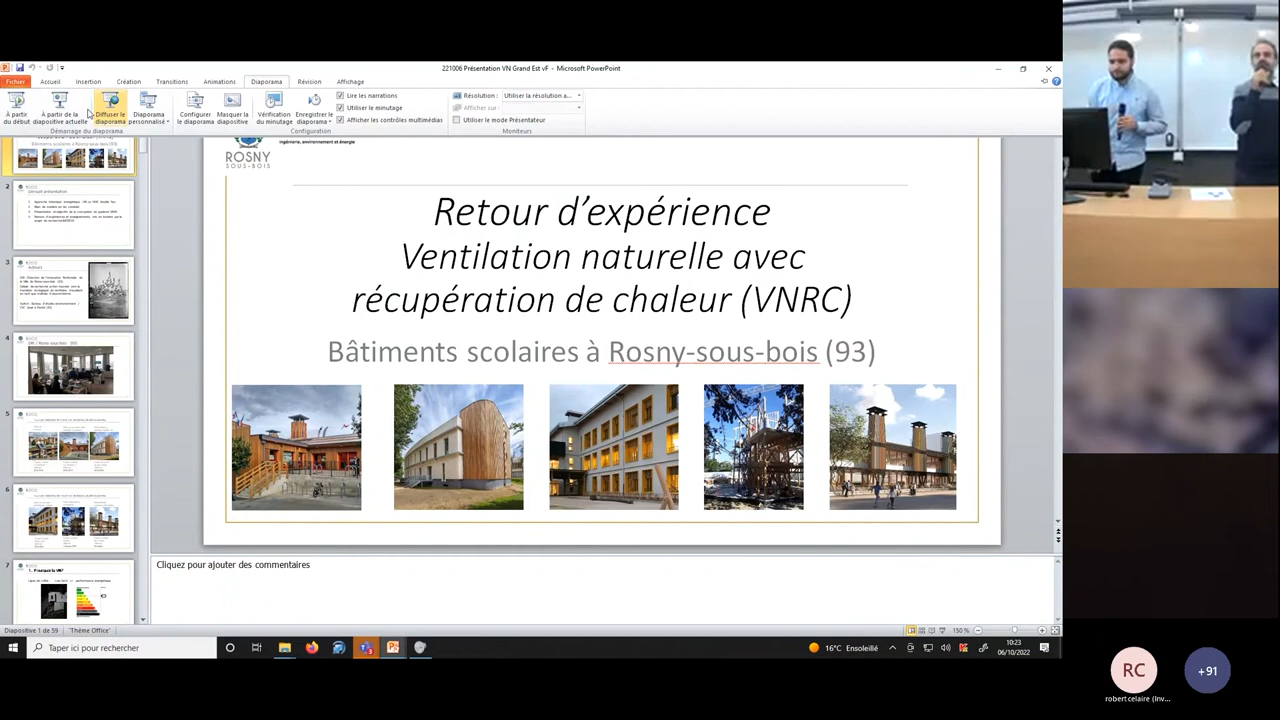 221006 Présentation VN Grand Est vF - Microsoft PowerPoint
Fichier Accueil Insertion Création Transitions Animations Diaporama Révision Affichage
À partir du début
À partir de la diapositive actuelle
Diffuser le diaporama
Diaporama personnalisé
Configurer le diaporama
Masquer la diapositive
Vérification du minutage
Enregistrer le diaporama
Lire les narrations
Utiliser le minutage
Afficher les contrôles multimédias
Résolution : Utiliser la résolution a...
Afficher sur :
Utiliser le mode Présentateur
Démarrage du diaporama
Configuration
Moniteurs
ROSNY
SOUS-BOIS
ingénierie, environnement et énergie
Retour d'expérience
Ventilation naturelle avec
récupération de chaleur (VNRC)
Bâtiments scolaires à Rosny-sous-bois (93)
2
3
4
5
6
7
Cliquez pour ajouter des commentaires
Diapositive 1 de 59 "Thème Office" 150 %
Taper ici pour rechercher
16°C Ensoleillé
10:23
06/10/2022
RC
+91
robert celaire (Inv...